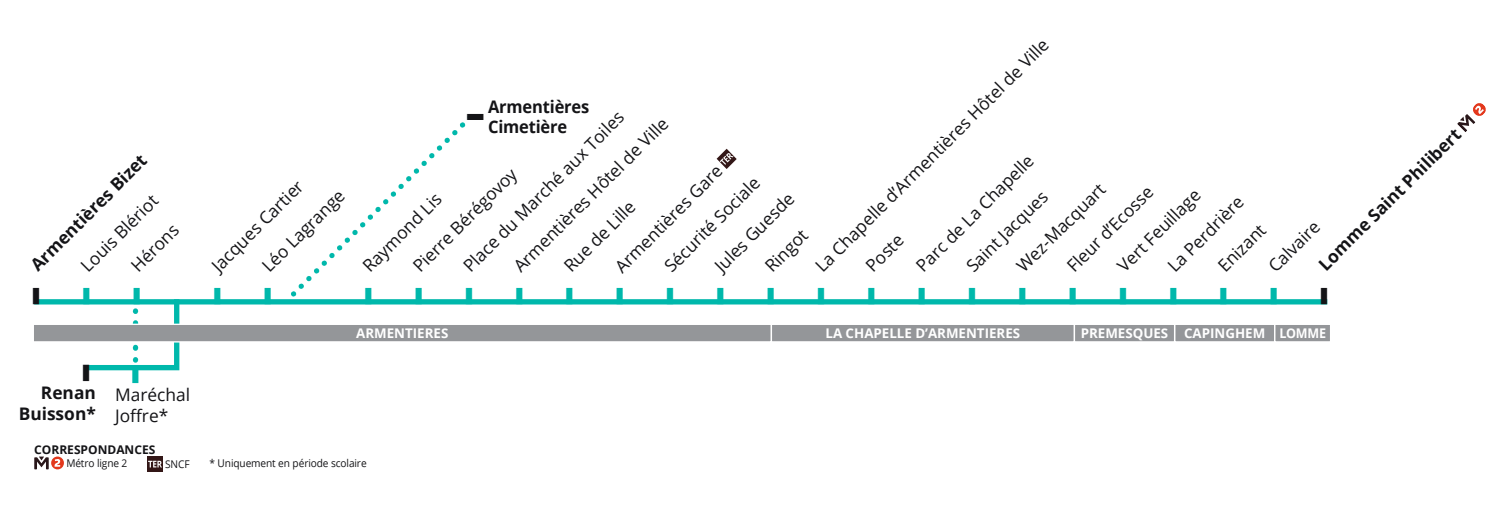 Armentières Bizet
Louis Blériot
Hérons
Jacques Cartier
Léo Lagrange
Armentières
Cimetière
Raymond Lis
Pierre Bérégovoy
Place du Marché aux Toiles
Armentières Hôtel de Ville
Rue de Lille
Armentières Gare TER
Sécurité Sociale
Jules Guesde
Ringot
La Chapelle d'Armentières Hôtel de Ville
Poste
Parc de La Chapelle
Saint Jacques
Wez-Macquart
Fleur d'Ecosse
Vert Feuillage
La Perdrière
Enizant
Calvaire
Lomme Saint Philibert M 2
ARMENTIERES
LA CHAPELLE D'ARMENTIERES
PREMESQUES
CAPINGHEM
LOMME
Renan
Buisson*
Maréchal
Joffre*
CORRESPONDANCES
M 2 Métro ligne 2 TER SNCF * Uniquement en période scolaire